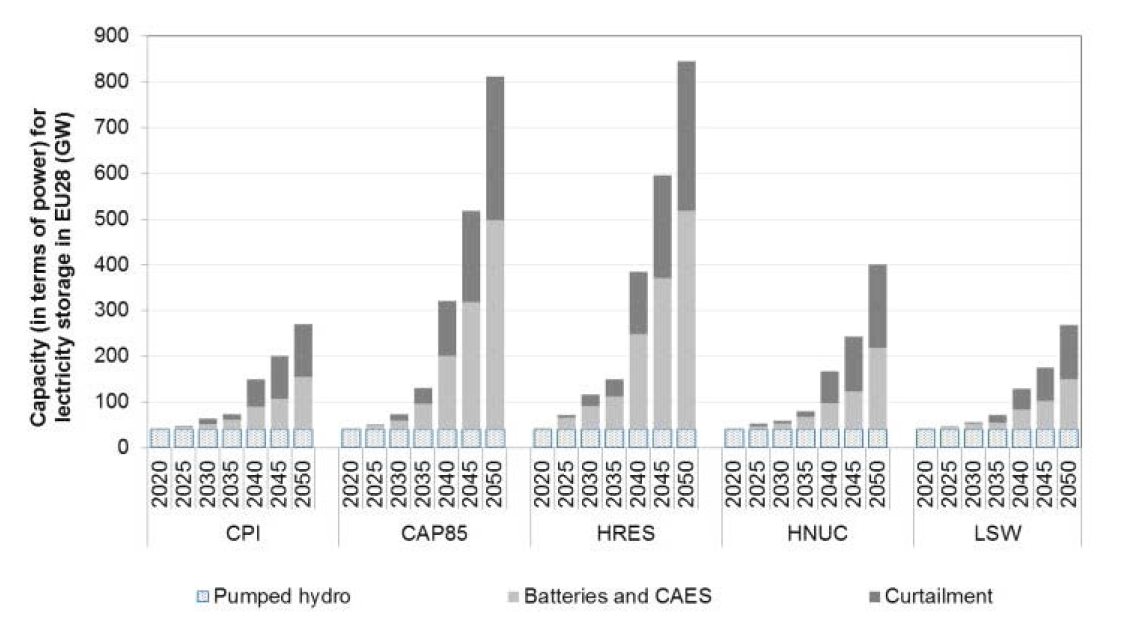 Capacity (in terms of power) for
lectricity storage in EU28 (GW)
900
800
700
600
500
400
300
200
100
0
2020 2025 2030 2035 2040 2045 2050 2020 2025 2030 2035 2040 2045 2050 2020 2025 2030 2035 2040 2045 2050 2020 2025 2030 2035 2040 2045 2050 2020 2025 2030 2035 2040 2045 2050
CPI CAP85 HRES HNUC LSW
Pumped hydro Batteries and CAES Curtailment